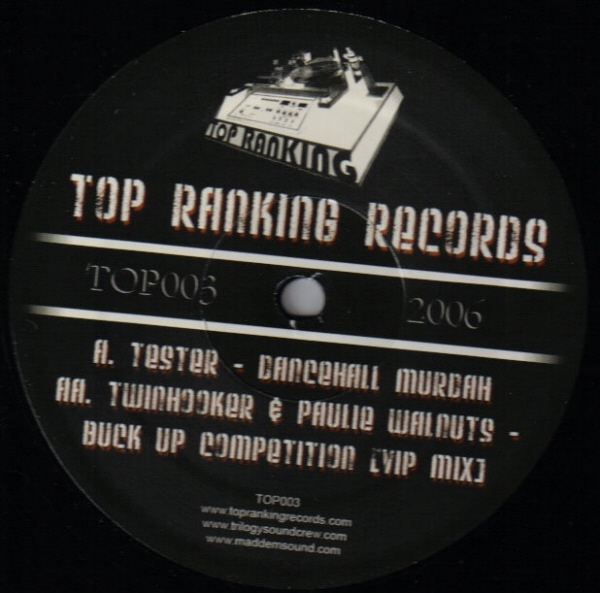 TOP RANKING
TOP RANKING RECORDS
TOP003 2006
A. TESTER - DANCEHALL MURDAH
AA. TWINHOOKER & PAULIE WALNUTS -
BUCK UP COMPETITION [VIP MIX]
TOP003
www.toprankingrecords.com
www.trilogysoundcrew.com
www.maddemsound.com